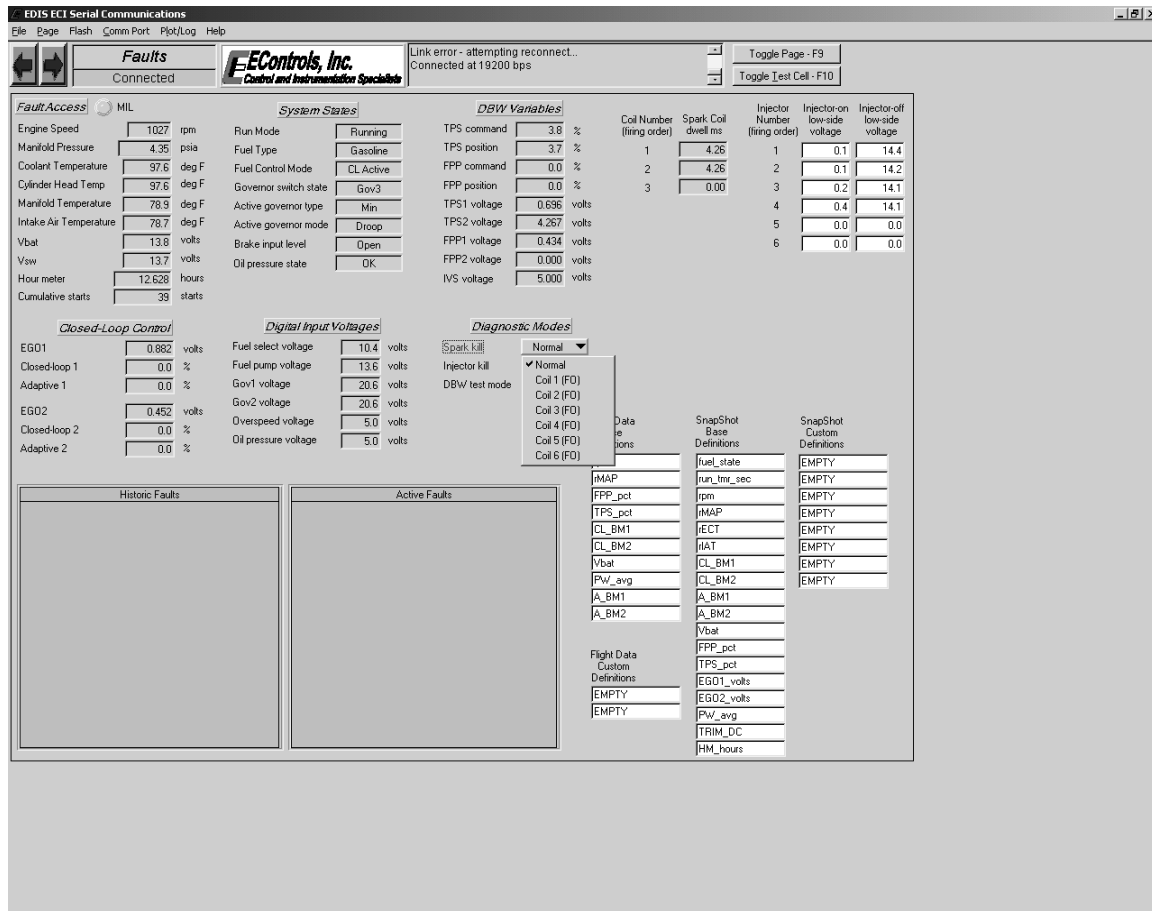 EDIS ECI Serial Communications
File Page Flash Comm Port Plot/Log Help
Faults
Connected
EControls, Inc.
Control and Instrumentation Specialists
Link error - attempting reconnect...
Connected at 19200 bps
Toggle Page - F9
Toggle Test Cell - F10
Fault Access MIL
Engine Speed 1027 rpm
Manifold Pressure 4.35 psia
Coolant Temperature 97.6 deg F
Cylinder Head Temp 97.6 deg F
Manifold Temperature 78.9 deg F
Intake Air Temperature 78.7 deg F
Vbat 13.8 volts
Vsw 13.7 volts
Hour meter 12.628 hours
Cumulative starts 39 starts
System States
Run Mode Running
Fuel Type Gasoline
Fuel Control Mode CL Active
Governor switch state Gov3
Active governor type Min
Active governor mode Droop
Brake input level Open
Oil pressure state OK
DBW Variables
TPS command 3.8 %
TPS position 3.7 %
FPP command 0.0 %
FPP position 0.0 %
TPS1 voltage 0.696 volts
TPS2 voltage 4.267 volts
FPP1 voltage 0.434 volts
FPP2 voltage 0.000 volts
IVS voltage 5.000 volts
Coil Number (firing order) Spark Coil dwell ms
1 4.26
2 4.26
3 0.00
Injector Number (firing order) Injector-on low-side voltage Injector-off low-side voltage
1 0.1 14.4
2 0.1 14.2
3 0.2 14.1
4 0.4 14.1
5 0.0 0.0
6 0.0 0.0
Closed-Loop Control
EGO1 0.882 volts
Closed-loop 1 0.0 %
Adaptive 1 0.0 %
EGO2 0.452 volts
Closed-loop 2 0.0 %
Adaptive 2 0.0 %
Digital Input Voltages
Fuel select voltage 10.4 volts
Fuel pump voltage 13.6 volts
Gov1 voltage 20.6 volts
Gov2 voltage 20.6 volts
Overspeed voltage 5.0 volts
Oil pressure voltage 5.0 volts
Diagnostic Modes
Spark kill Normal
Injector kill
DBW test mode
Normal
Coil 1 (FO)
Coil 2 (FO)
Coil 3 (FO)
Coil 4 (FO)
Coil 5 (FO)
Coil 6 (FO)
Historic Faults
Active Faults
Data
rMAP
FPP_pct
TPS_pct
CL_BM1
CL_BM2
Vbat
PW_avg
A_BM1
A_BM2
Flight Data
Custom
Definitions
EMPTY
EMPTY
SnapShot
Base
Definitions
fuel_state
run_tmr_sec
rpm
rMAP
rECT
rIAT
CL_BM1
CL_BM2
A_BM1
A_BM2
Vbat
FPP_pct
TPS_pct
EGO1_volts
EGO2_volts
PW_avg
TRIM_DC
HM_hours
SnapShot
Custom
Definitions
EMPTY
EMPTY
EMPTY
EMPTY
EMPTY
EMPTY
EMPTY
EMPTY